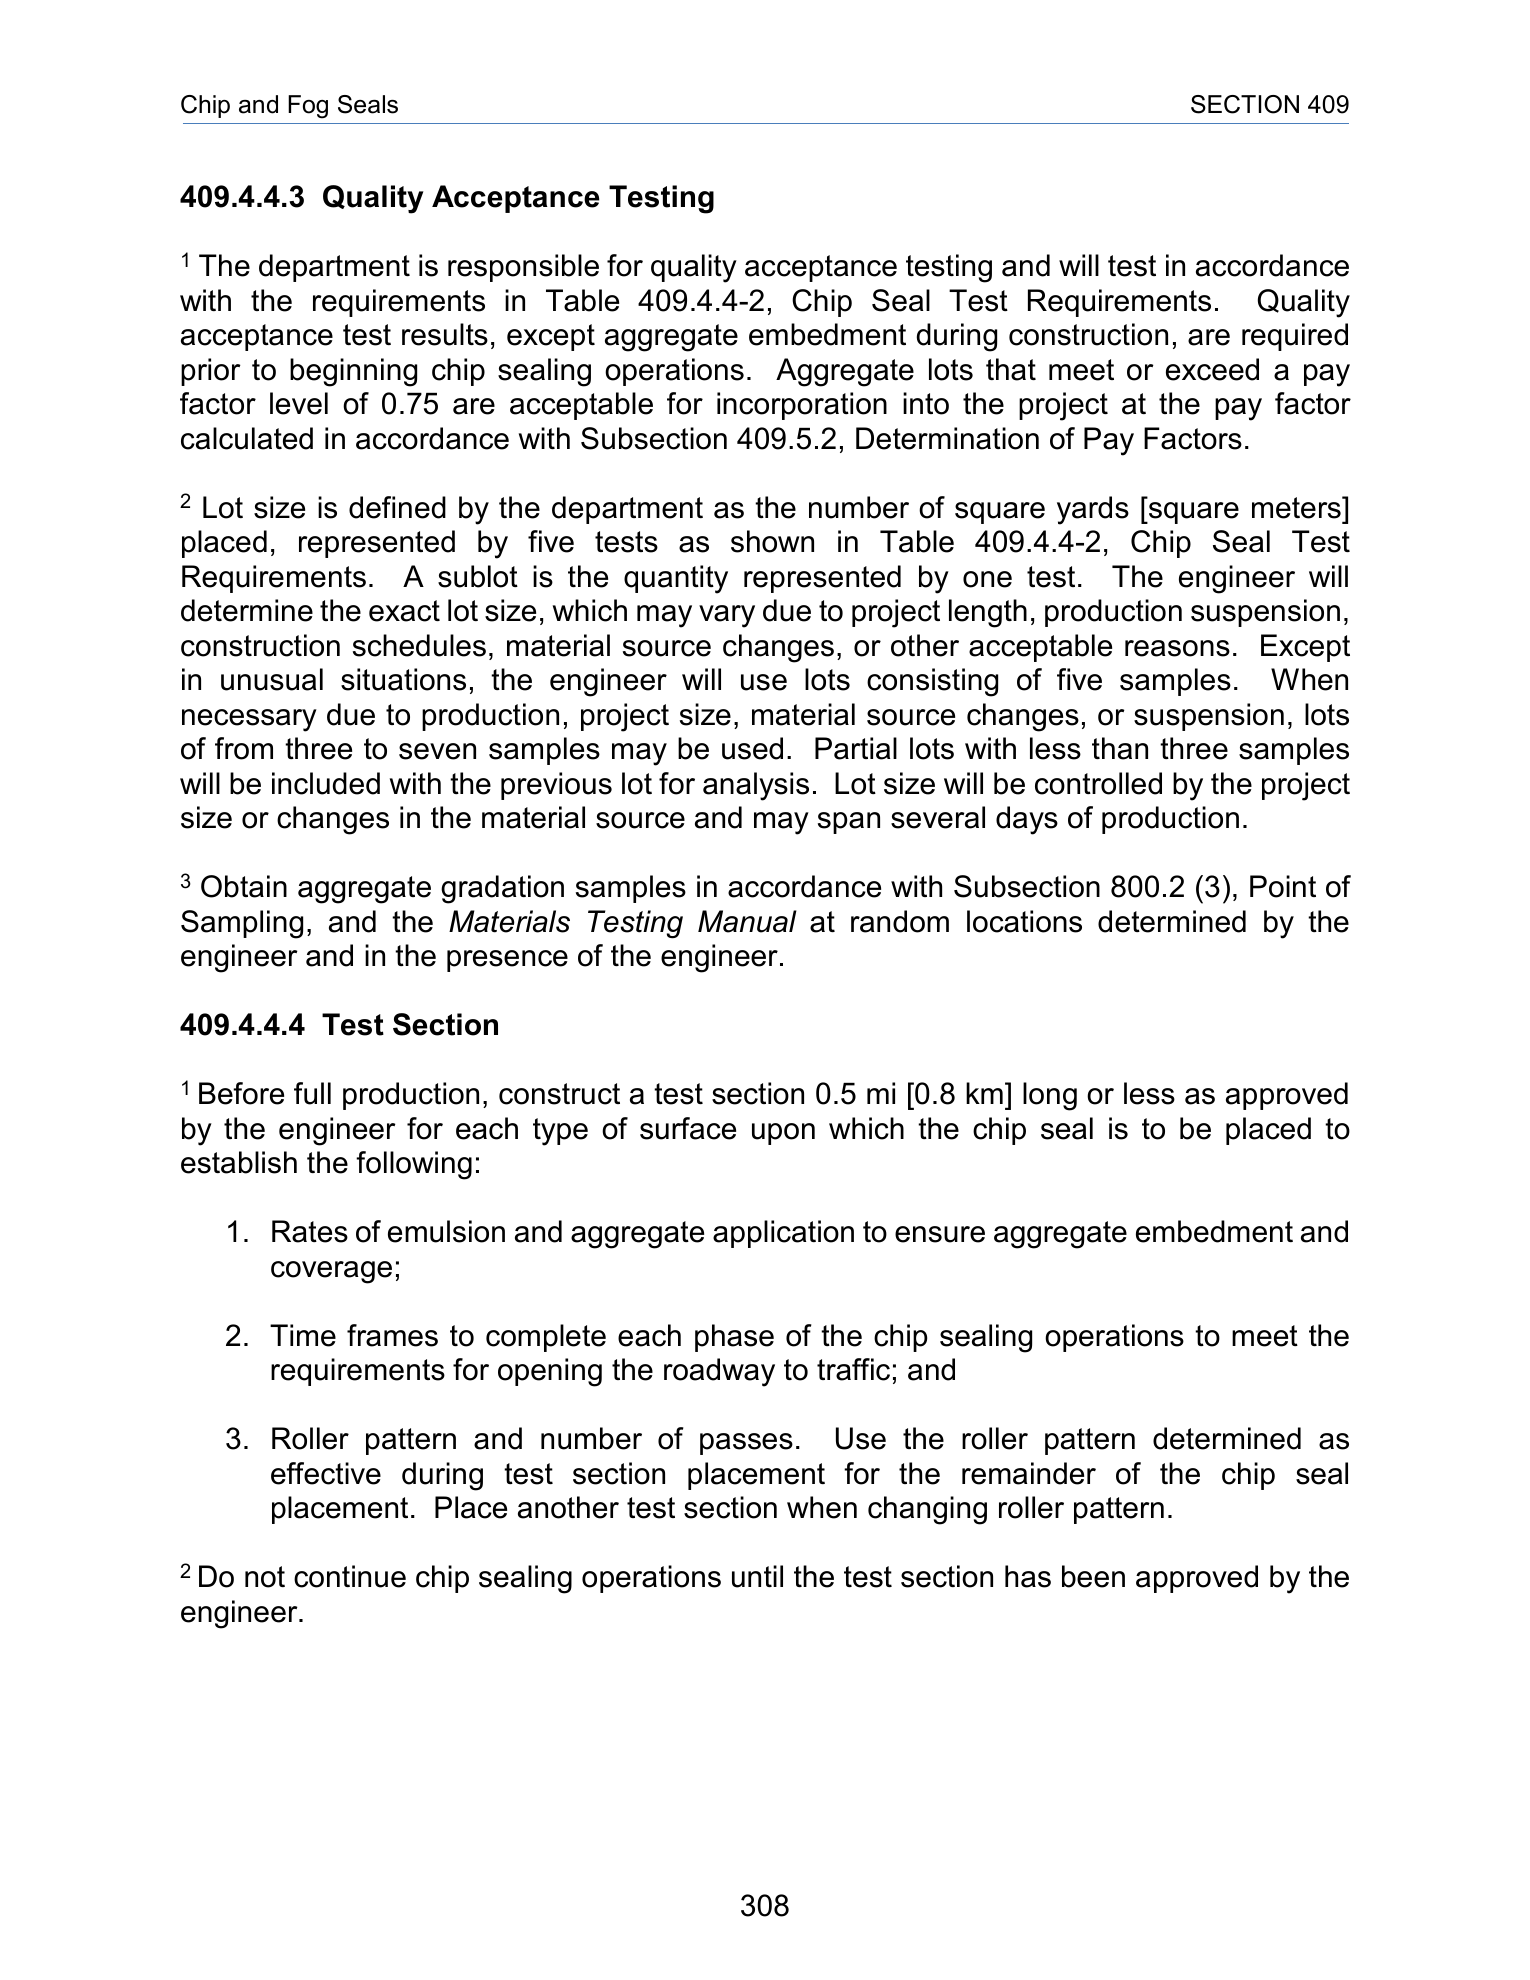 Chip and Fog Seals SECTION 409
409.4.4.3 Quality Acceptance Testing
1 The department is responsible for quality acceptance testing and will test in accordance
with the requirements in Table 409.4.4-2, Chip Seal Test Requirements. Quality
acceptance test results, except aggregate embedment during construction, are required
prior to beginning chip sealing operations. Aggregate lots that meet or exceed a pay
factor level of 0.75 are acceptable for incorporation into the project at the pay factor
calculated in accordance with Subsection 409.5.2, Determination of Pay Factors.
2 Lot size is defined by the department as the number of square yards [square meters]
placed, represented by five tests as shown in Table 409.4.4-2, Chip Seal Test
Requirements. A sublot is the quantity represented by one test. The engineer will
determine the exact lot size, which may vary due to project length, production suspension,
construction schedules, material source changes, or other acceptable reasons. Except
in unusual situations, the engineer will use lots consisting of five samples. When
necessary due to production, project size, material source changes, or suspension, lots
of from three to seven samples may be used. Partial lots with less than three samples
will be included with the previous lot for analysis. Lot size will be controlled by the project
size or changes in the material source and may span several days of production.
3 Obtain aggregate gradation samples in accordance with Subsection 800.2 (3), Point of
Sampling, and the Materials Testing Manual at random locations determined by the
engineer and in the presence of the engineer.
409.4.4.4 Test Section
1 Before full production, construct a test section 0.5 mi [0.8 km] long or less as approved
by the engineer for each type of surface upon which the chip seal is to be placed to
establish the following:
1. Rates of emulsion and aggregate application to ensure aggregate embedment and
coverage;
2. Time frames to complete each phase of the chip sealing operations to meet the
requirements for opening the roadway to traffic; and
3. Roller pattern and number of passes. Use the roller pattern determined as
effective during test section placement for the remainder of the chip seal
placement. Place another test section when changing roller pattern.
2 Do not continue chip sealing operations until the test section has been approved by the
engineer.
308